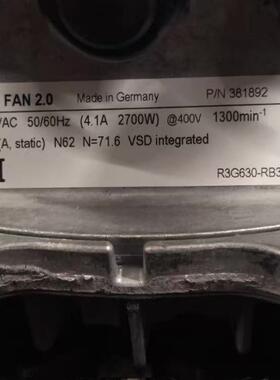 FAN 2.0 Made in Germany P/N 381892
VAC 50/60Hz (4.1A 2700W) @400V 1300min⁻¹
(A, static) N62 N=71.6 VSD integrated
R3G630-RB3